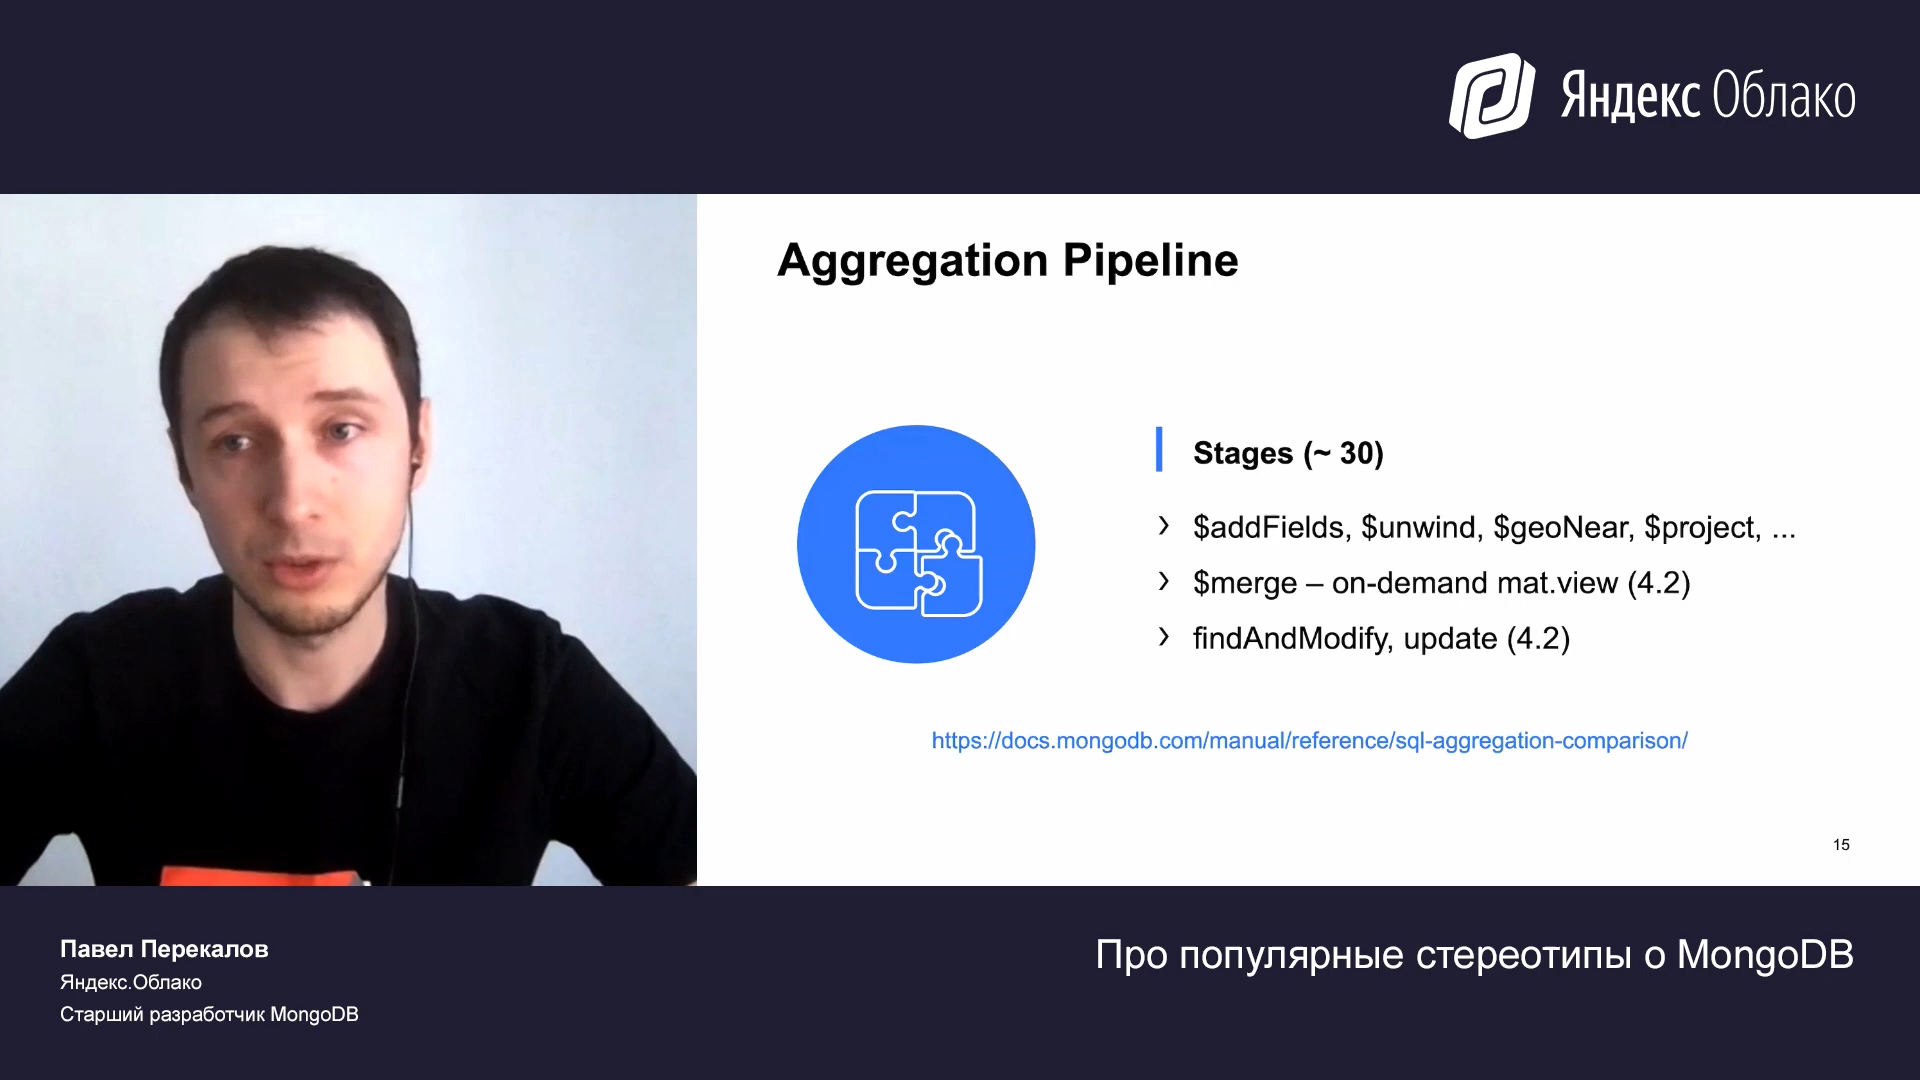 Яндекс Облако
Aggregation Pipeline
Stages (~ 30)
$addFields, $unwind, $geoNear, $project, ...
$merge – on-demand mat.view (4.2)
findAndModify, update (4.2)
https://docs.mongodb.com/manual/reference/sql-aggregation-comparison/
15
Павел Перекалов
Яндекс.Облако
Старший разработчик MongoDB
Про популярные стереотипы о MongoDB